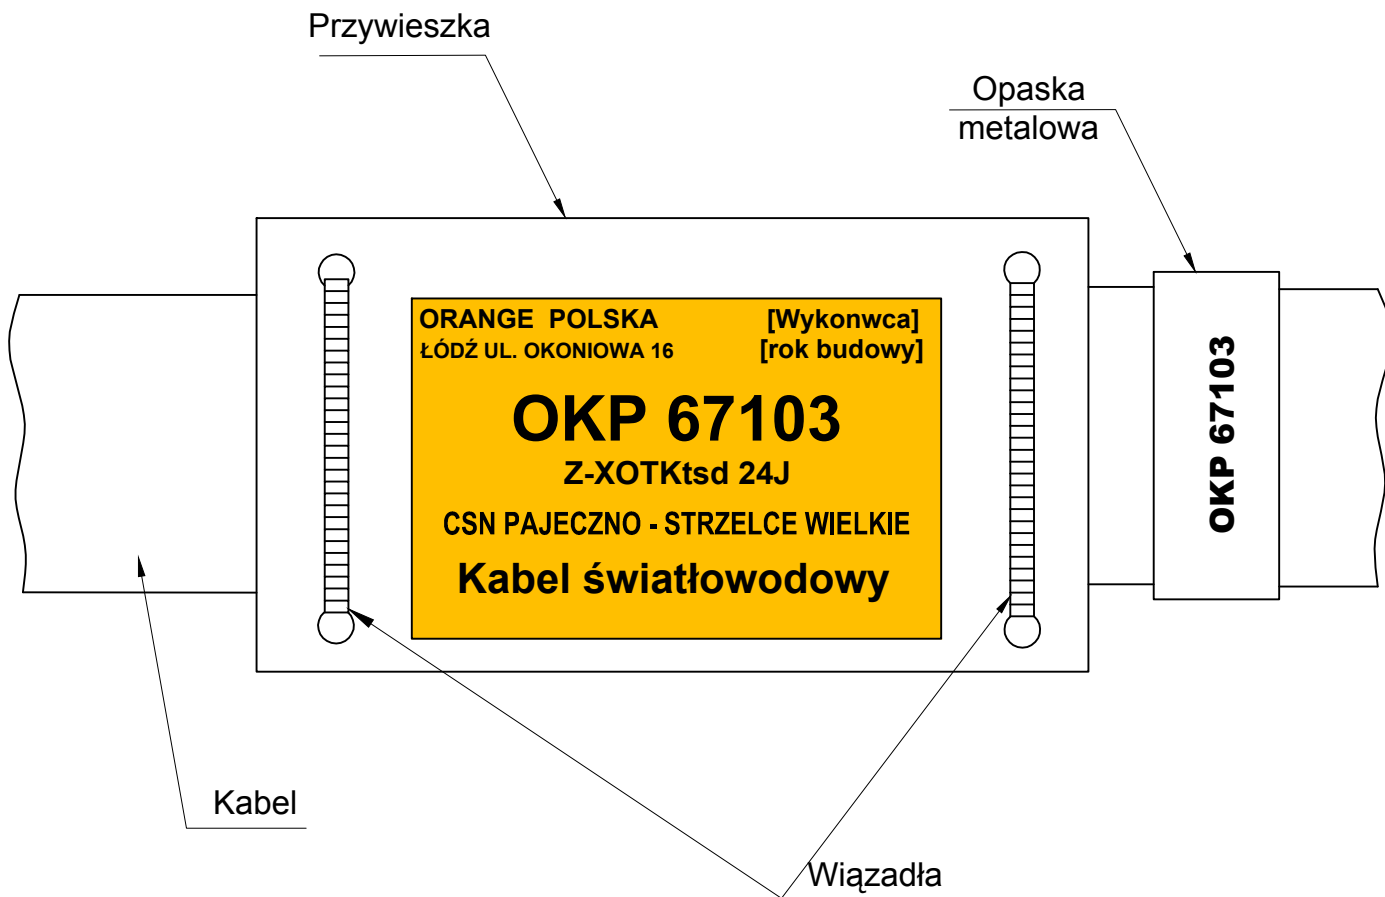 Przywieszka
Opaska
metalowa
ORANGE POLSKA [Wykonwca]
ŁÓDŹ UL. OKONIOWA 16 [rok budowy]
OKP 67103
Z-XOTKtsd 24J
CSN PAJECZNO - STRZELCE WIELKIE
Kabel światłowodowy
OKP 67103
Kabel
Wiązadła